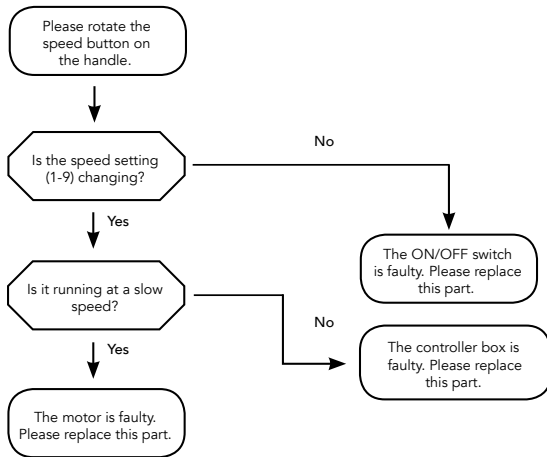 Please rotate the
speed button on
the handle.
Is the speed setting
(1-9) changing?
No
Yes
The ON/OFF switch
is faulty. Please replace
this part.
Is it running at a slow
speed?
No
Yes
The controller box is
faulty. Please replace
this part.
The motor is faulty.
Please replace this part.